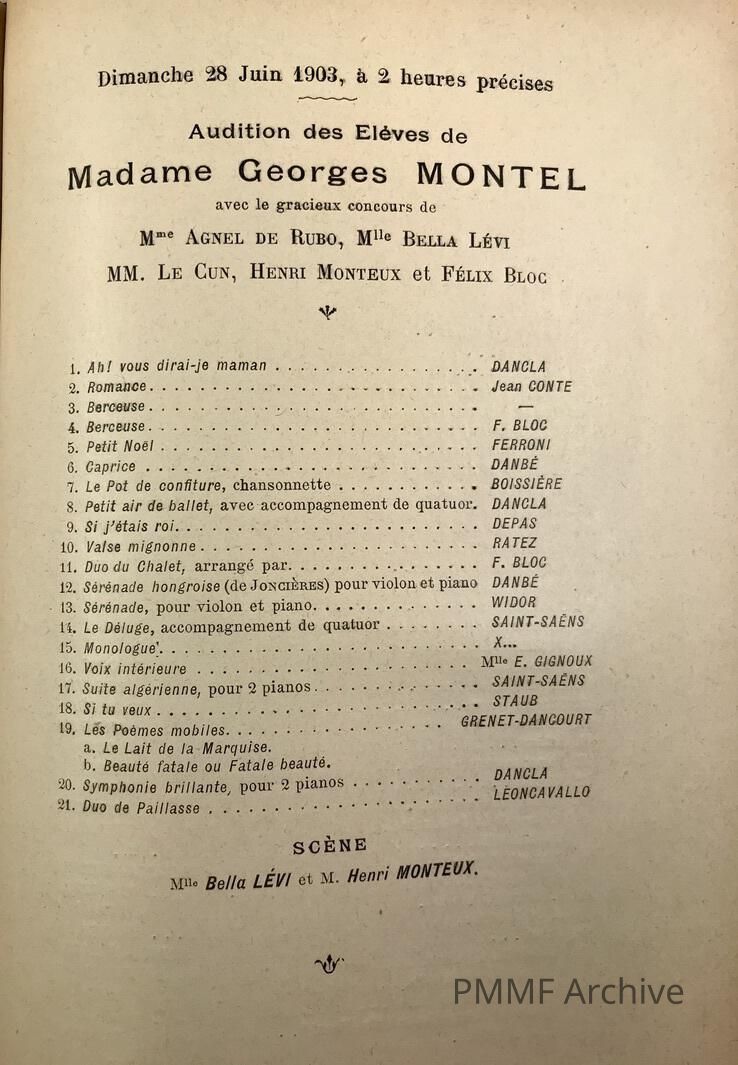 Dimanche 28 Juin 1903, à 2 heures précises
Audition des Elèves de
Madame Georges MONTEL
avec le gracieux concours de
Mme AGNEL DE RUBO, Mlle BELLA LÉVI
MM. LE CUN, HENRI MONTEUX et FÉLIX BLOC
1. Ah! vous dirai-je maman . . . . . . . . . . . . . . . . DANCLA
2. Romance. . . . . . . . . . . . . . . . . . . . . . . . . Jean CONTE
3. Berceuse. . . . . . . . . . . . . . . . . . . . . . . . . —
4. Berceuse. . . . . . . . . . . . . . . . . . . . . . . . . F. BLOC
5. Petit Noël . . . . . . . . . . . . . . . . . . . . . . . . FERRONI
6. Caprice . . . . . . . . . . . . . . . . . . . . . . . . . DANBÉ
7. Le Pot de confiture, chansonnette . . . . . . . . . . . BOISSIÈRE
8. Petit air de ballet, avec accompagnement de quatuor. DANCLA
9. Si j'étais roi. . . . . . . . . . . . . . . . . . . . . . . DEPAS
10. Valse mignonne. . . . . . . . . . . . . . . . . . . . . RATEZ
11. Duo du Chalet, arrangé par. . . . . . . . . . . . . . . F. BLOC
12. Sérénade hongroise (de JONCIÈRES) pour violon et piano DANBÉ
13. Sérénade, pour violon et piano. . . . . . . . . . . . . WIDOR
14. Le Déluge, accompagnement de quatuor . . . . . . . . SAINT-SAËNS
15. Monologue'. . . . . . . . . . . . . . . . . . . . . . . . X...
16. Voix intérieure . . . . . . . . . . . . . . . . . . . . . Mlle E. GIGNOUX
17. Suite algérienne, pour 2 pianos. . . . . . . . . . . . . SAINT-SAËNS
18. Si tu veux . . . . . . . . . . . . . . . . . . . . . . . . STAUB
19. Les Poèmes mobiles. . . . . . . . . . . . . . . . . GRENET-DANCOURT
a. Le Lait de la Marquise.
b. Beauté fatale ou Fatale beauté.
20. Symphonie brillante, pour 2 pianos . . . . . . . . . . DANCLA
21. Duo de Paillasse . . . . . . . . . . . . . . . . . . . . LÉONCAVALLO
SCÈNE
Mlle Bella LÉVI et M. Henri MONTEUX.
PMMF Archive